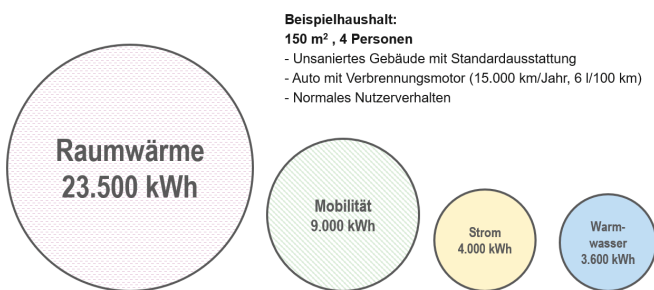 Beispielhaushalt:
150 m² , 4 Personen
- Unsaniertes Gebäude mit Standardausstattung
- Auto mit Verbrennungsmotor (15.000 km/Jahr, 6 l/100 km)
- Normales Nutzerverhalten
Raumwärme
23.500 kWh
Mobilität
9.000 kWh
Strom
4.000 kWh
Warm-
wasser
3.600 kWh